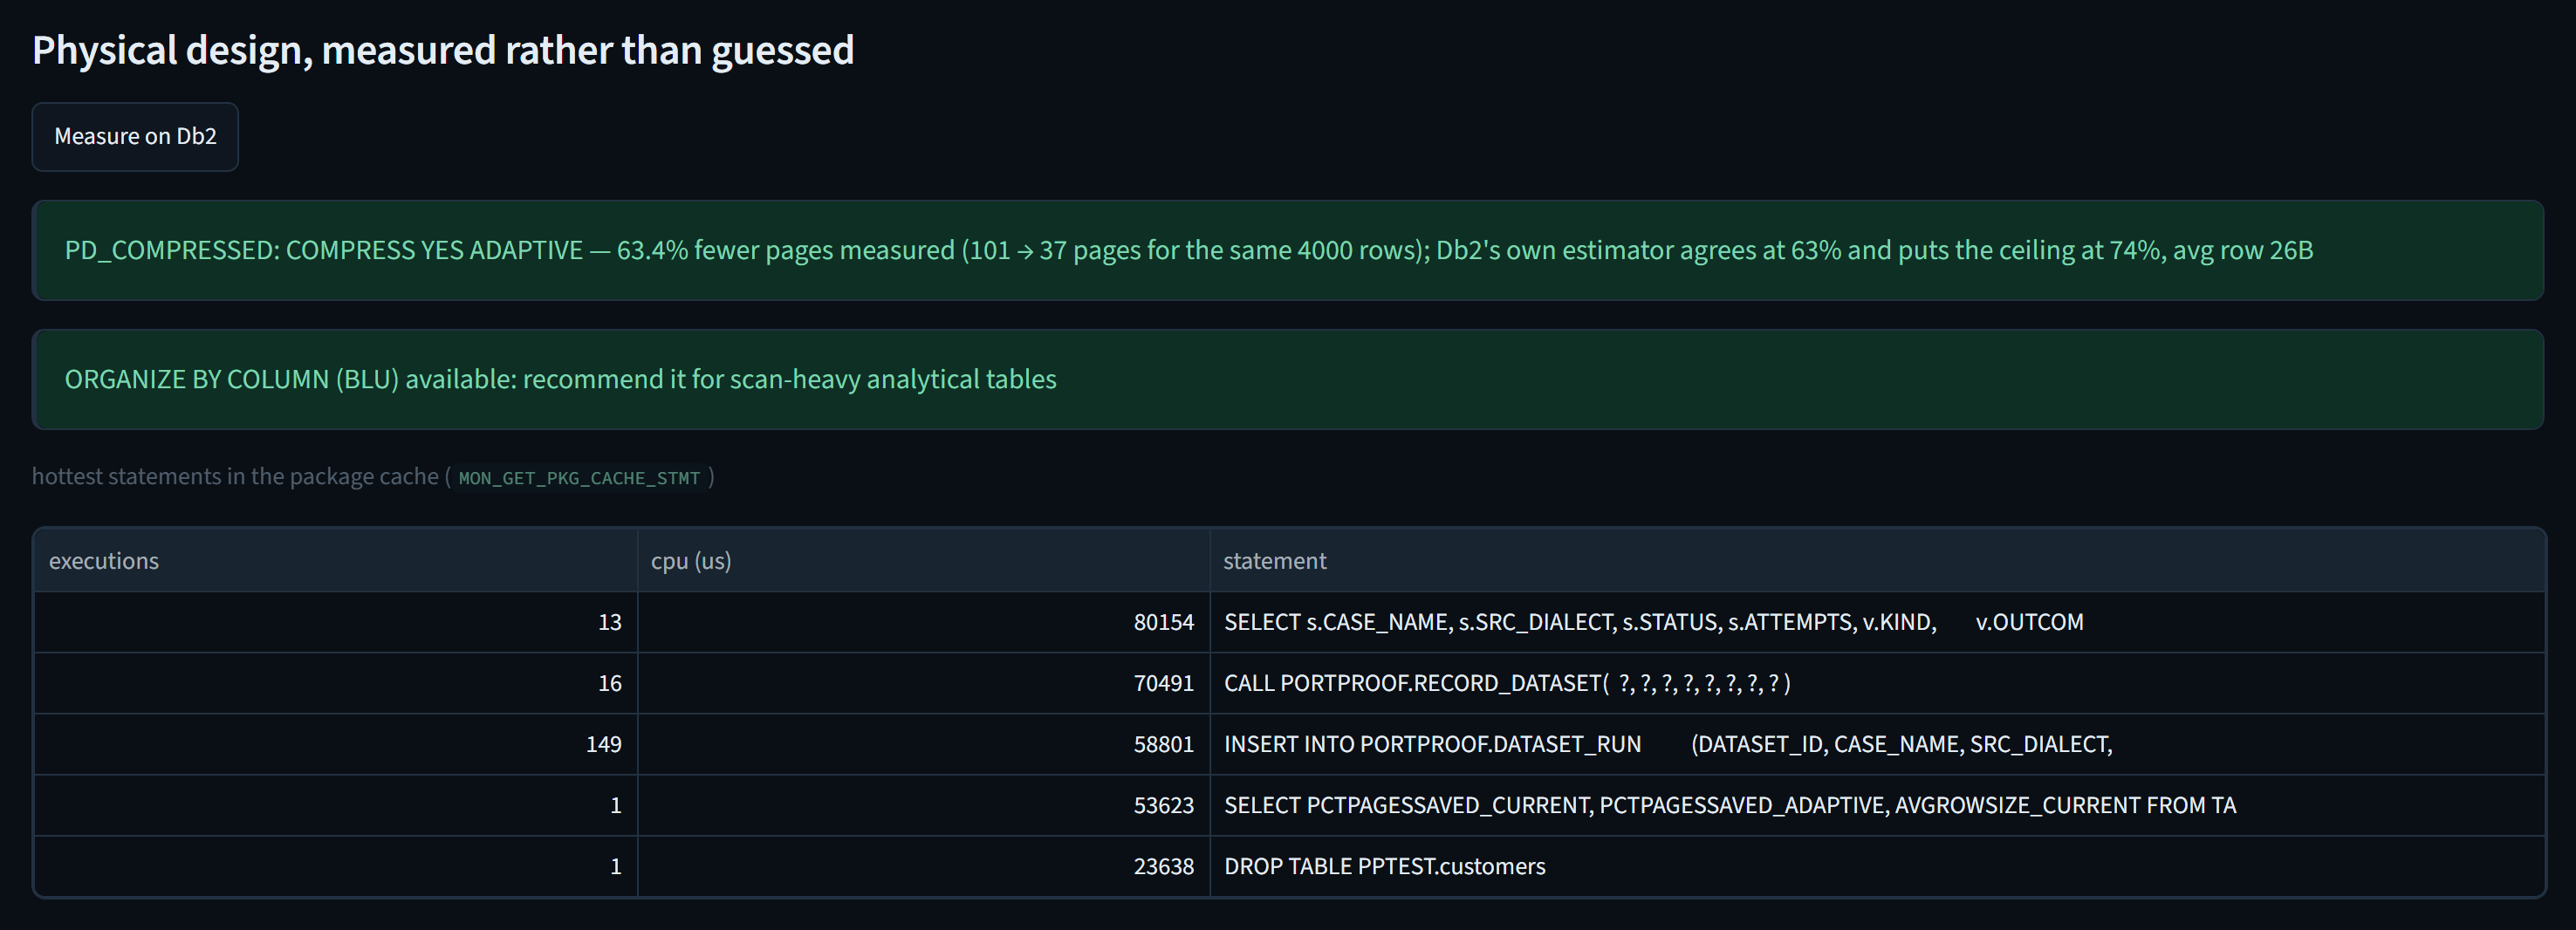 Physical design, measured rather than guessed
Measure on Db2
PD_COMPRESSED: COMPRESS YES ADAPTIVE — 63.4% fewer pages measured (101 → 37 pages for the same 4000 rows); Db2's own estimator agrees at 63% and puts the ceiling at 74%, avg row 26B
ORGANIZE BY COLUMN (BLU) available: recommend it for scan-heavy analytical tables
hottest statements in the package cache ( MON_GET_PKG_CACHE_STMT )
executions cpu (us) statement
13 80154 SELECT s.CASE_NAME, s.SRC_DIALECT, s.STATUS, s.ATTEMPTS, v.KIND, v.OUTCOM
16 70491 CALL PORTPROOF.RECORD_DATASET( ?, ?, ?, ?, ?, ?, ?, ? )
149 58801 INSERT INTO PORTPROOF.DATASET_RUN (DATASET_ID, CASE_NAME, SRC_DIALECT,
1 53623 SELECT PCTPAGESSAVED_CURRENT, PCTPAGESSAVED_ADAPTIVE, AVGROWSIZE_CURRENT FROM TA
1 23638 DROP TABLE PPTEST.customers